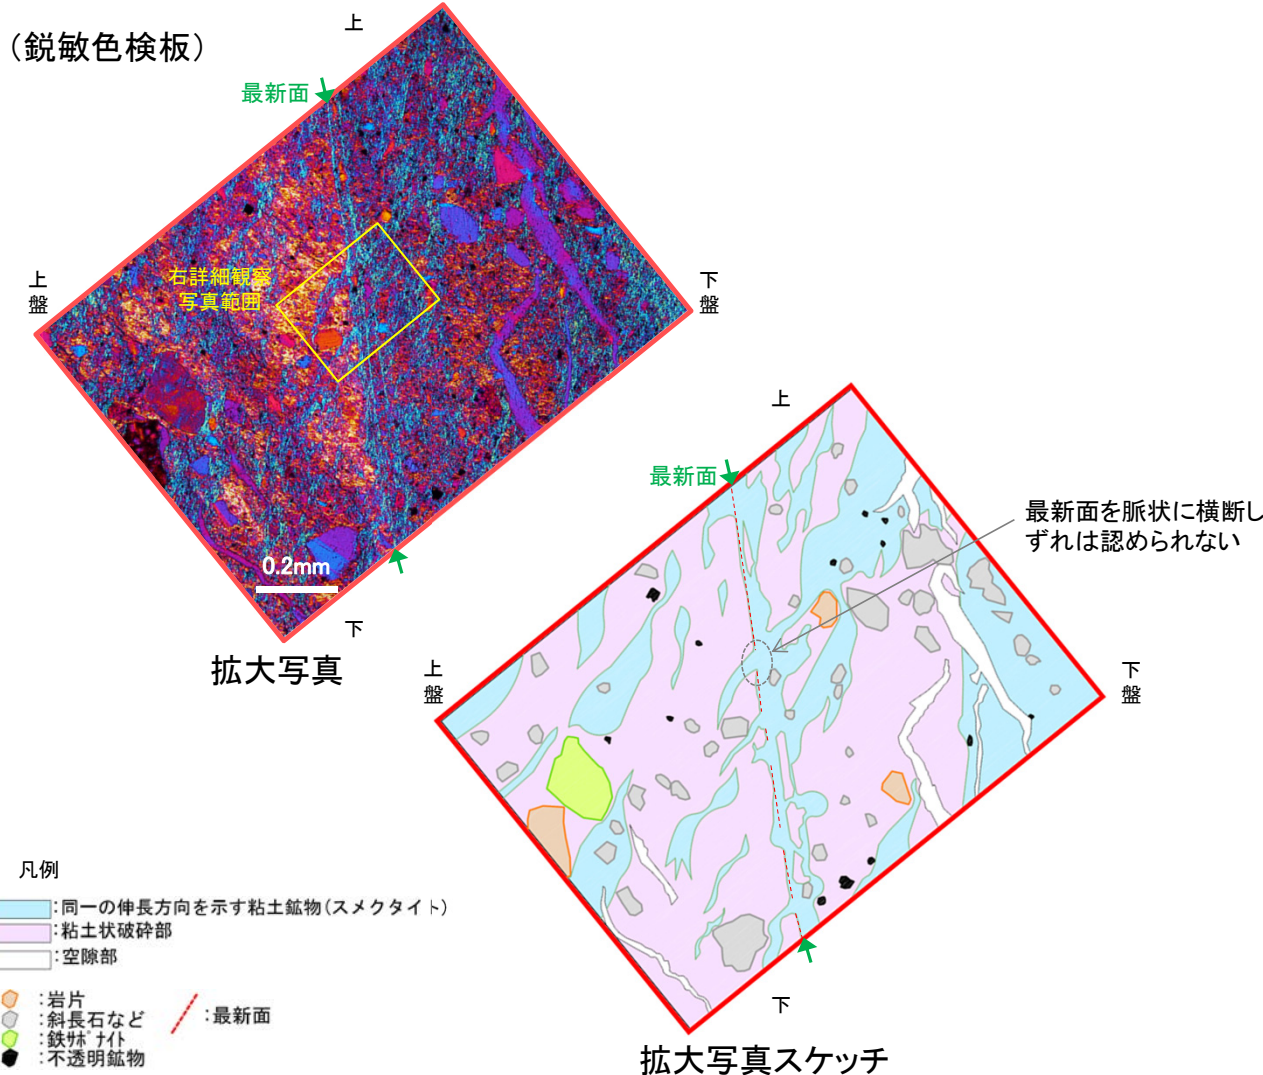 （鋭敏色検板）
上
最新面
上
盤
右詳細観察
写真範囲
下
盤
0.2mm
下
拡大写真
上
最新面
最新面を脈状に横断し
ずれは認められない
上
盤
下
盤
下
拡大写真スケッチ
凡例
：同一の伸長方向を示す粘土鉱物（スメクタイト）
：粘土状破砕部
：空隙部
：岩片
：斜長石など
：鉄サポナイト
：不透明鉱物
：最新面